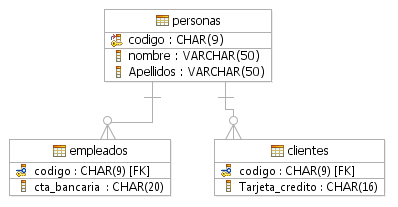 personas
codigo : CHAR(9)
nombre : VARCHAR(50)
Apellidos : VARCHAR(50)
empleados
codigo : CHAR(9) [FK]
cta_bancaria : CHAR(20)
clientes
codigo : CHAR(9) [FK]
Tarjeta_credito : CHAR(16)